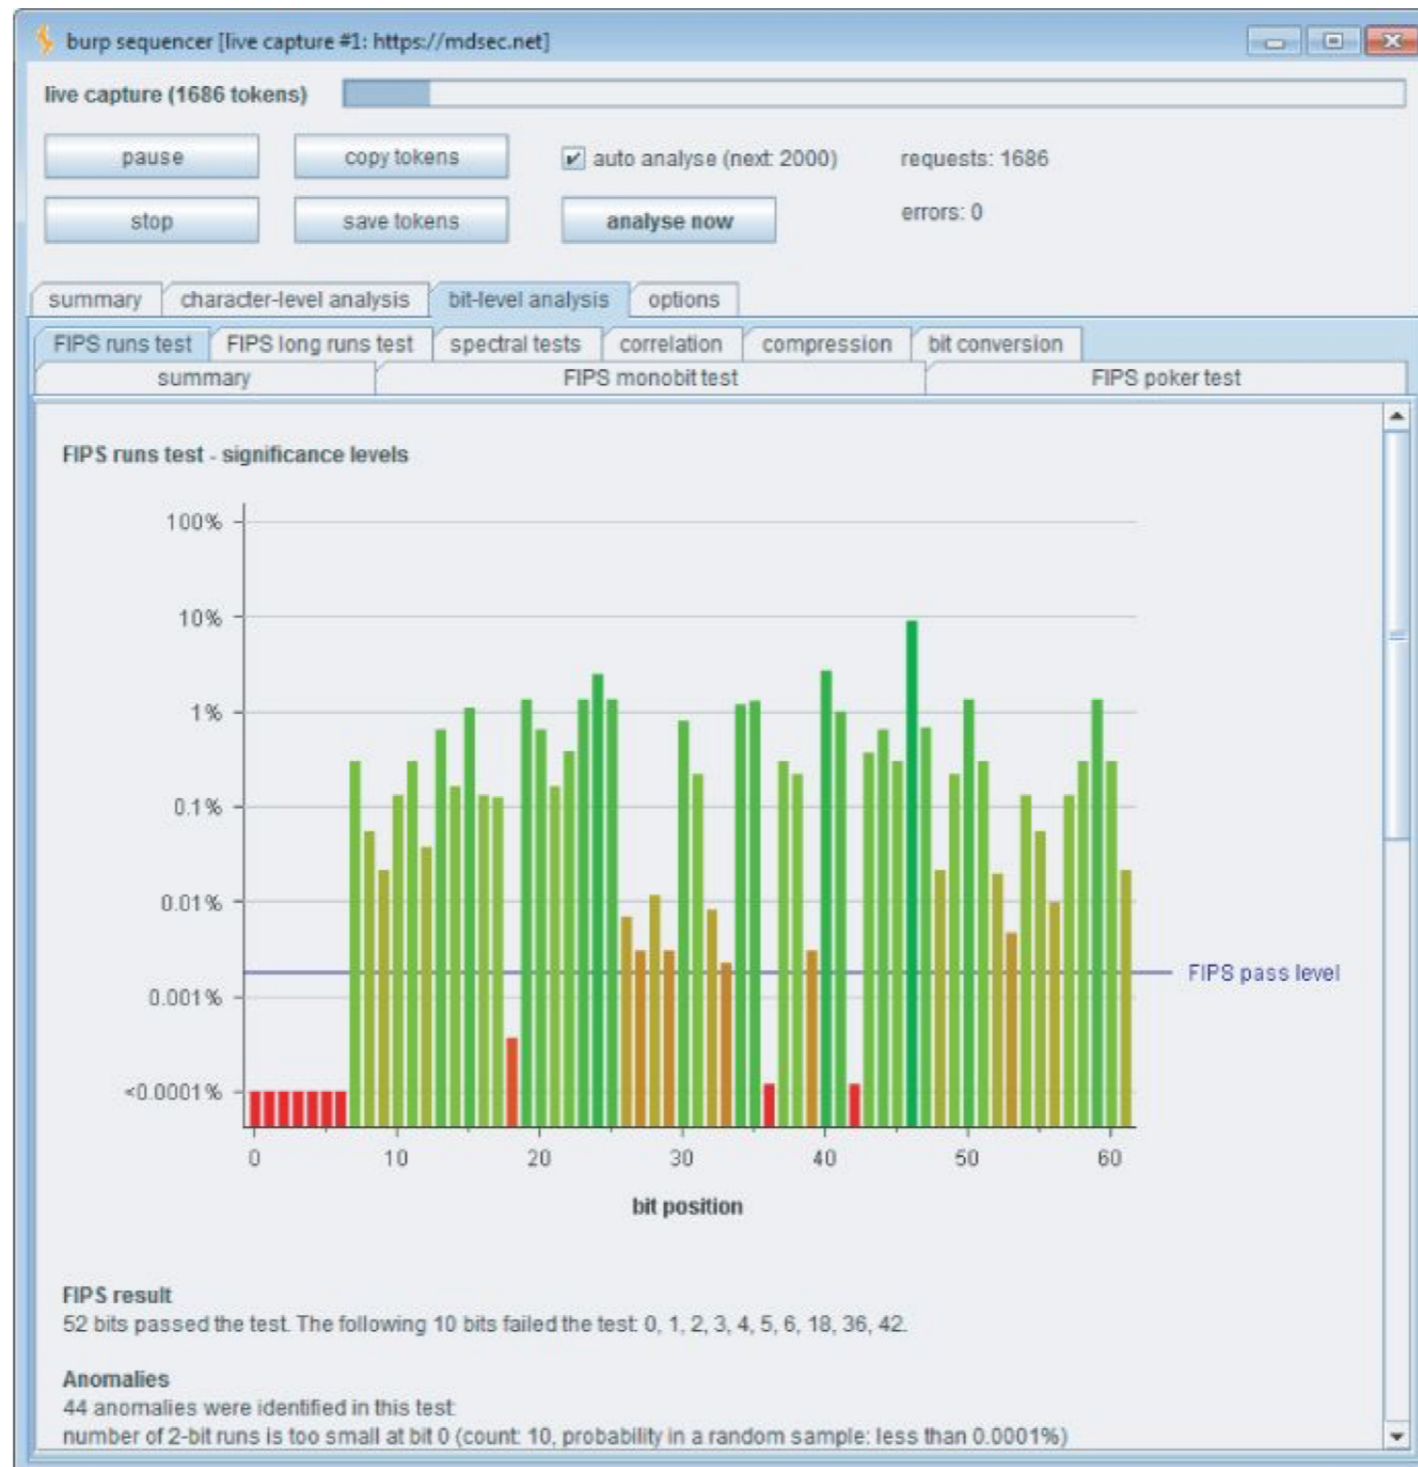 burp sequencer [live capture #1: https://mdsec.net]
live capture (1686 tokens)
pause copy tokens auto analyse (next: 2000) requests: 1686
stop save tokens analyse now errors: 0
summary character-level analysis bit-level analysis options
FIPS runs test FIPS long runs test spectral tests correlation compression bit conversion
summary FIPS monobit test FIPS poker test
FIPS runs test - significance levels
100%
10%
1%
0.1%
0.01%
FIPS pass level
0.001%
<0.0001%
0 10 20 30 40 50 60
bit position
FIPS result
52 bits passed the test. The following 10 bits failed the test: 0, 1, 2, 3, 4, 5, 6, 18, 36, 42.
Anomalies
44 anomalies were identified in this test:
number of 2-bit runs is too small at bit 0 (count: 10, probability in a random sample: less than 0.0001%)